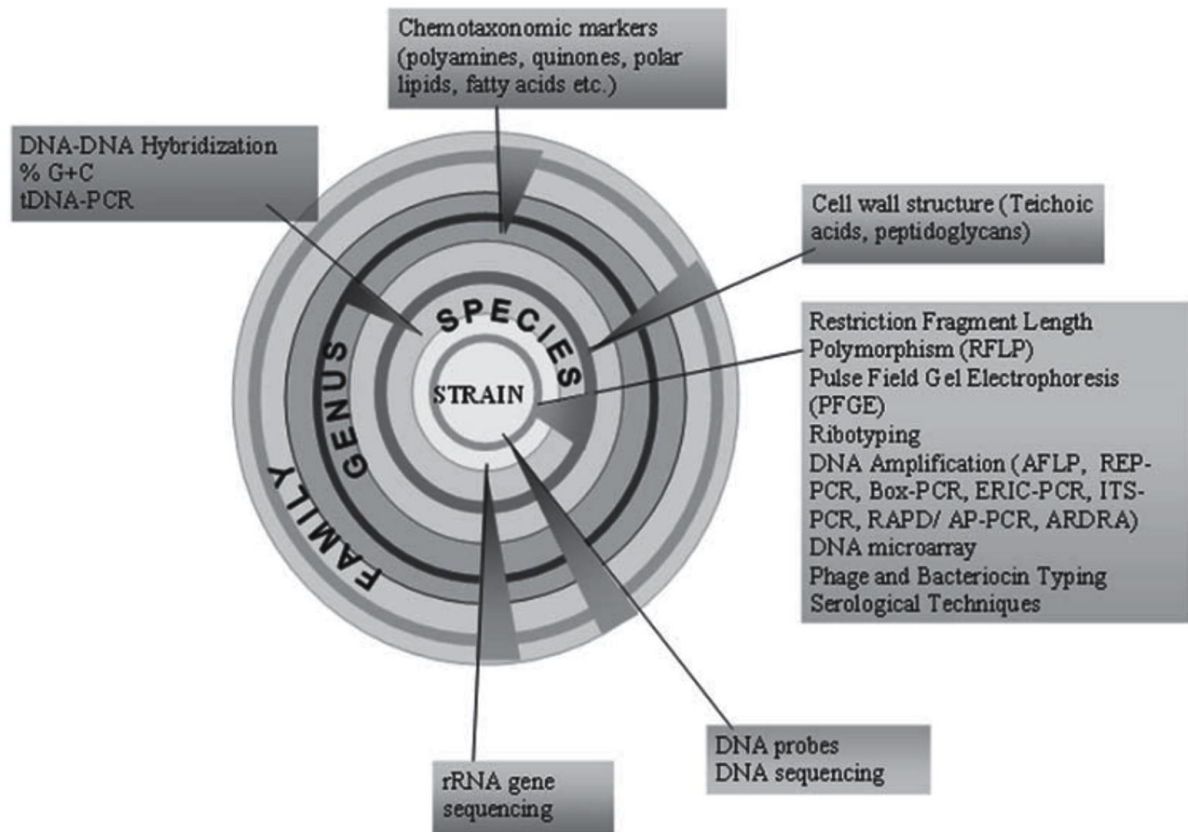 Chemotaxonomic markers
(polyamines, quinones, polar
lipids, fatty acids etc.)
DNA-DNA Hybridization
% G+C
tDNA-PCR
Cell wall structure (Teichoic
acids, peptidoglycans)
Restriction Fragment Length
Polymorphism (RFLP)
Pulse Field Gel Electrophoresis
(PFGE)
Ribotyping
DNA Amplification (AFLP, REP-
PCR, Box-PCR, ERIC-PCR, ITS-
PCR, RAPD/ AP-PCR, ARDRA)
DNA microarray
Phage and Bacteriocin Typing
Serological Techniques
SPECIES
STRAIN
GENUS
FAMILY
DNA probes
DNA sequencing
rRNA gene
sequencing